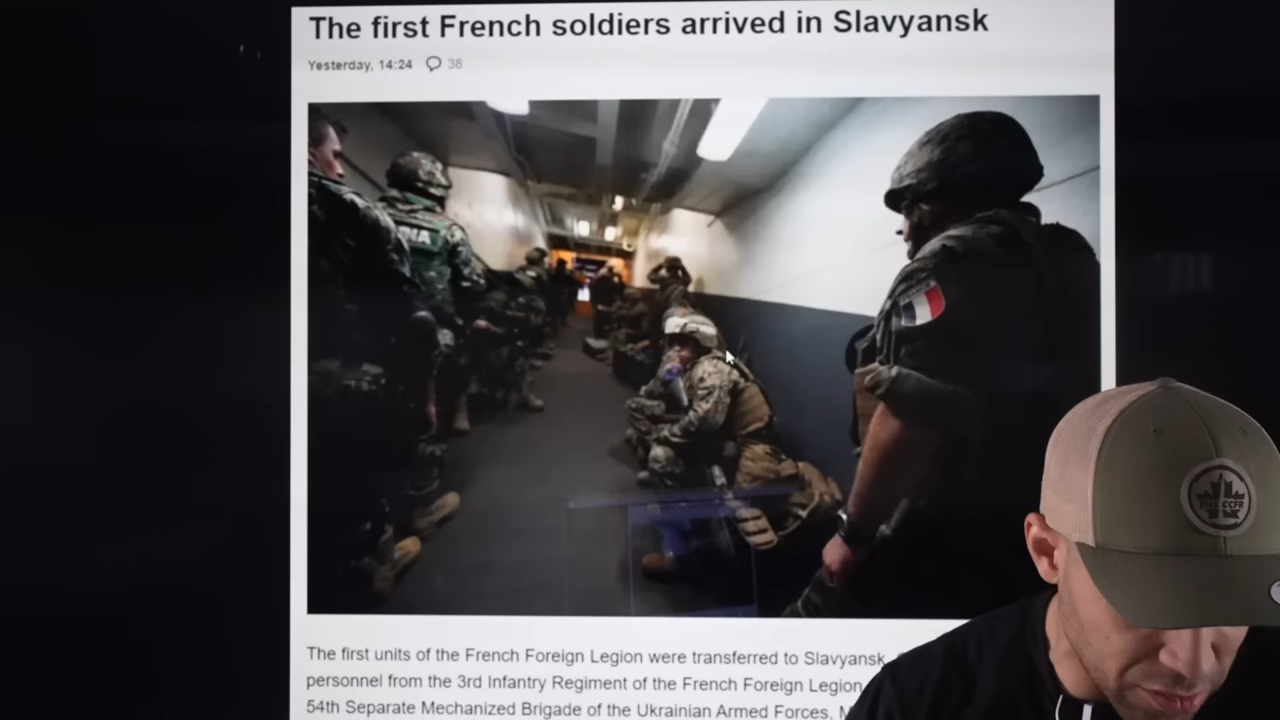 The first French soldiers arrived in Slavyansk
Yesterday, 14:24 38
The first units of the French Foreign Legion were transferred to Slavyansk
personnel from the 3rd Infantry Regiment of the French Foreign Legion
54th Separate Mechanized Brigade of the Ukrainian Armed Forces,
THE CCFR